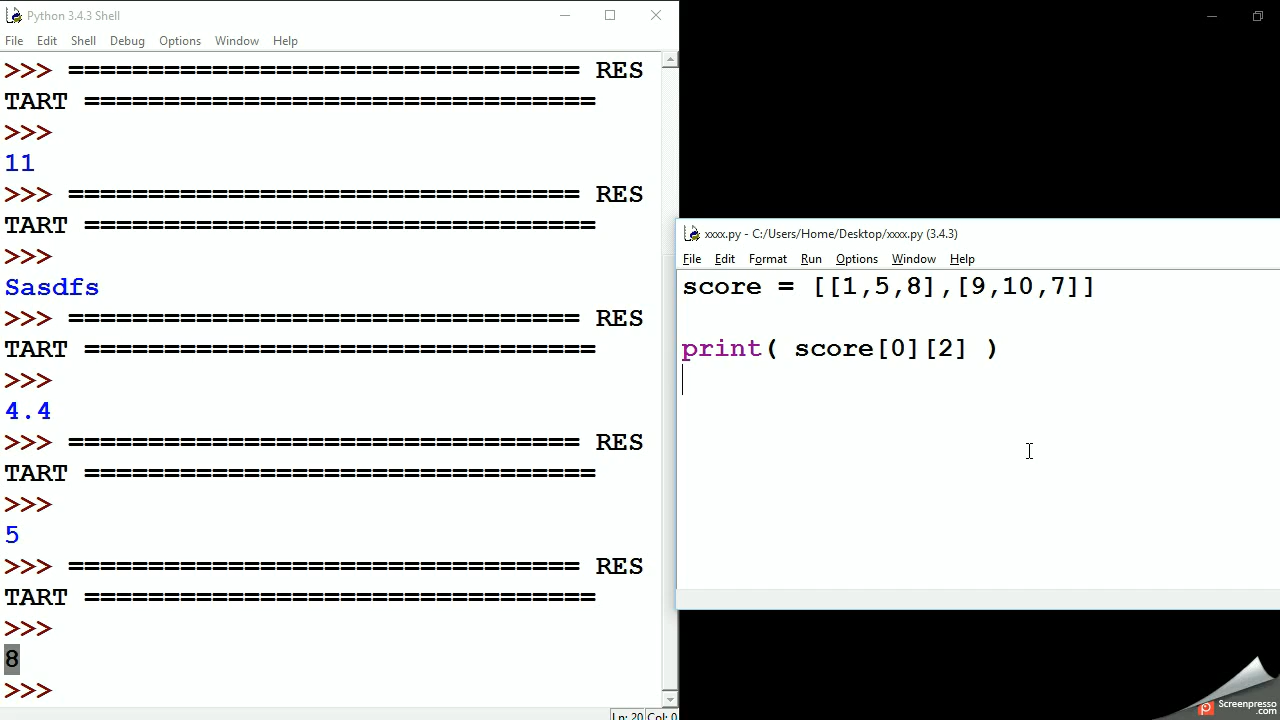 Python 3.4.3 Shell
File Edit Shell Debug Options Window Help
>>> ================================ RES
TART ================================
>>>
11
>>> ================================ RES
TART ================================
>>>
Sasdfs
>>> ================================ RES
TART ================================
>>>
4.4
>>> ================================ RES
TART ================================
>>>
5
>>> ================================ RES
TART ================================
>>>
8
>>>
Ln: 20 Col: 0
xxxx.py - C:/Users/Home/Desktop/xxxx.py (3.4.3)
File Edit Format Run Options Window Help
score = [[1,5,8],[9,10,7]]
print( score[0][2] )
Screenpresso
.com